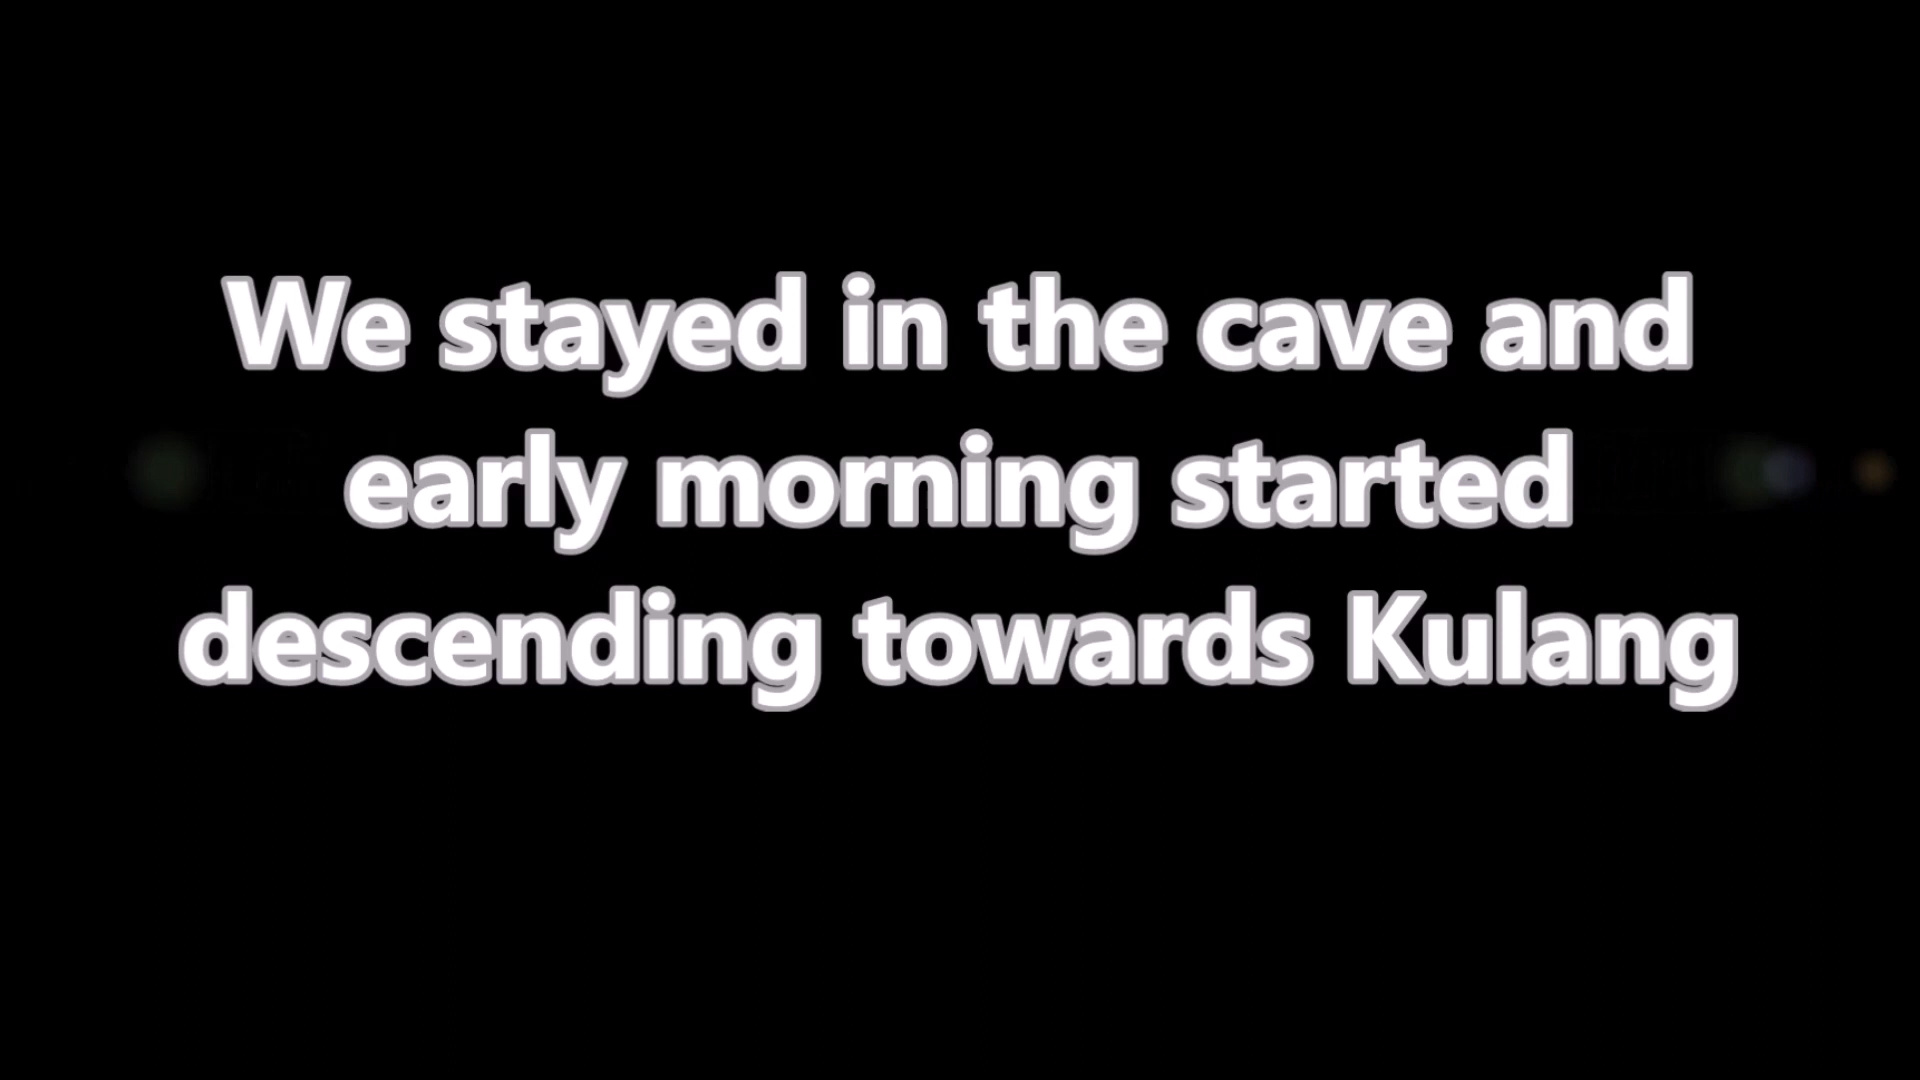 We stayed in the cave and
early morning started
descending towards Kulang